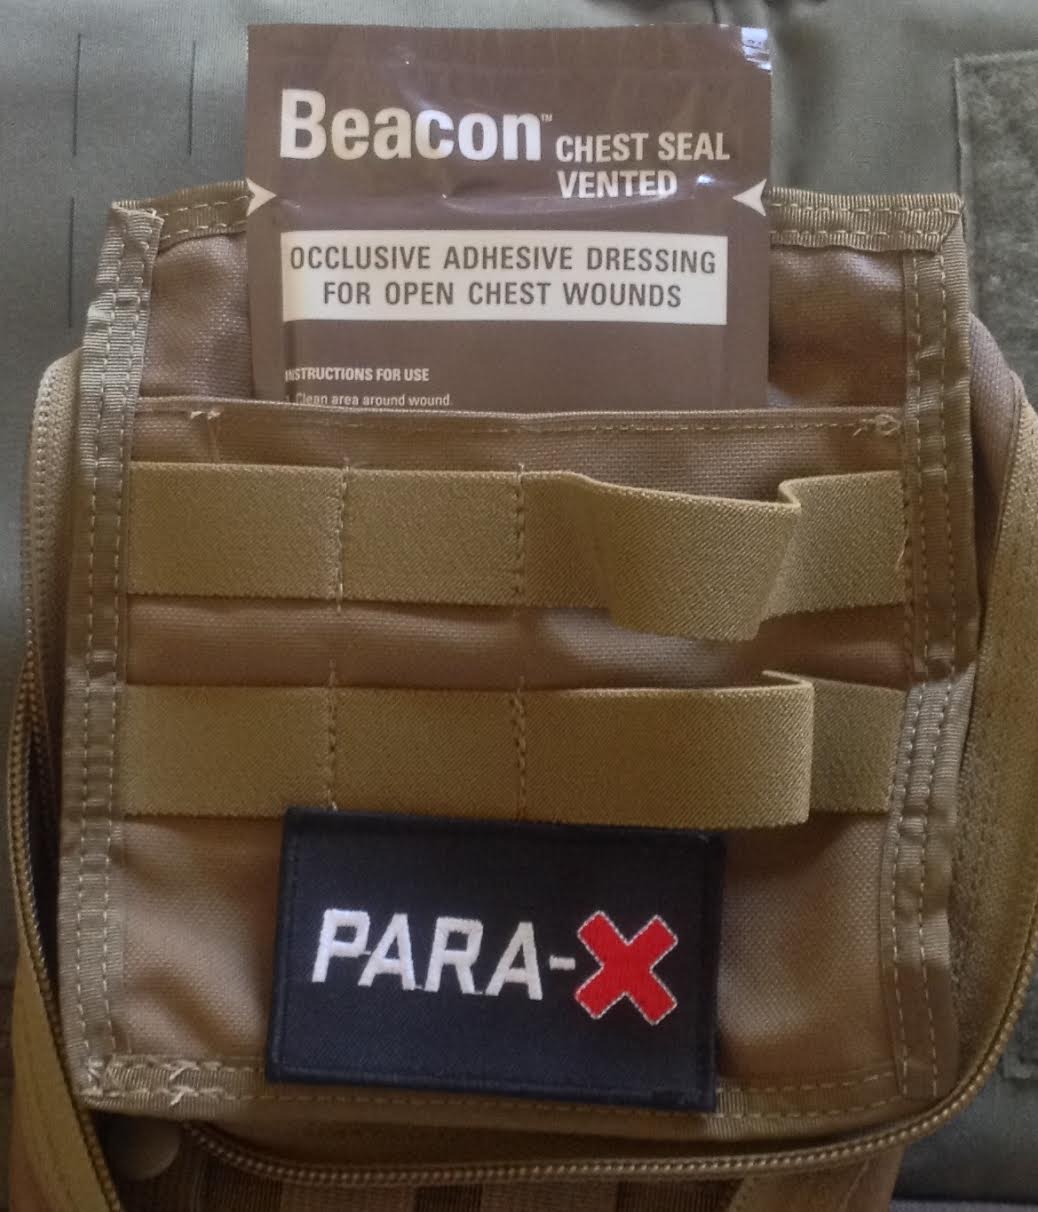 Beacon™ CHEST SEAL
VENTED
OCCLUSIVE ADHESIVE DRESSING
FOR OPEN CHEST WOUNDS
INSTRUCTIONS FOR USE
Clean area around wound.
PARA-X